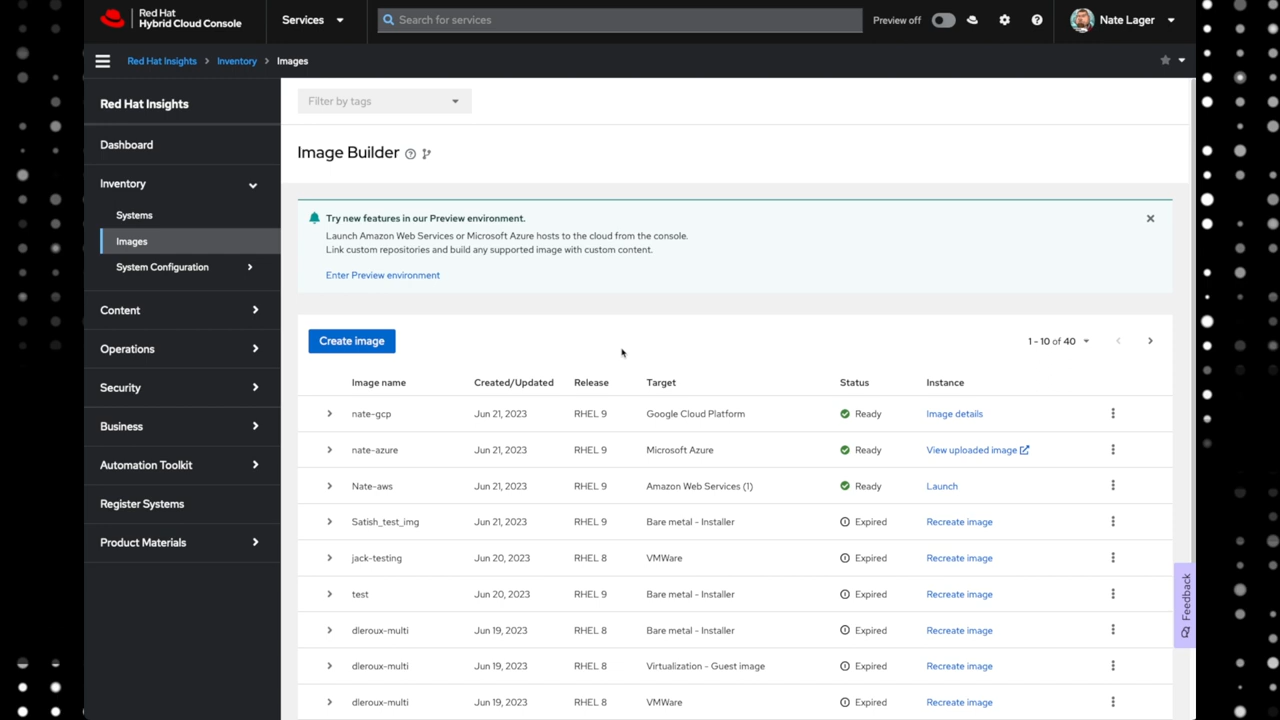 Red Hat
Hybrid Cloud Console
Services
Search for services
Preview off
Nate Lager
Red Hat Insights > Inventory > Images
Red Hat Insights
Dashboard
Inventory
Systems
Images
System Configuration
Content
Operations
Security
Business
Automation Toolkit
Register Systems
Product Materials
Filter by tags
Image Builder
Try new features in our Preview environment.
Launch Amazon Web Services or Microsoft Azure hosts to the cloud from the console.
Link custom repositories and build any supported image with custom content.
Enter Preview environment
Create image
1 - 10 of 40
Image name Created/Updated Release Target Status Instance
nate-gcp Jun 21, 2023 RHEL 9 Google Cloud Platform Ready Image details
nate-azure Jun 21, 2023 RHEL 9 Microsoft Azure Ready View uploaded image
Nate-aws Jun 21, 2023 RHEL 9 Amazon Web Services (1) Ready Launch
Satish_test_img Jun 21, 2023 RHEL 9 Bare metal - Installer Expired Recreate image
jack-testing Jun 20, 2023 RHEL 8 VMWare Expired Recreate image
test Jun 20, 2023 RHEL 9 Bare metal - Installer Expired Recreate image
dleroux-multi Jun 19, 2023 RHEL 8 Bare metal - Installer Expired Recreate image
dleroux-multi Jun 19, 2023 RHEL 8 Virtualization - Guest image Expired Recreate image
dleroux-multi Jun 19, 2023 RHEL 8 VMWare Expired Recreate image
Feedback